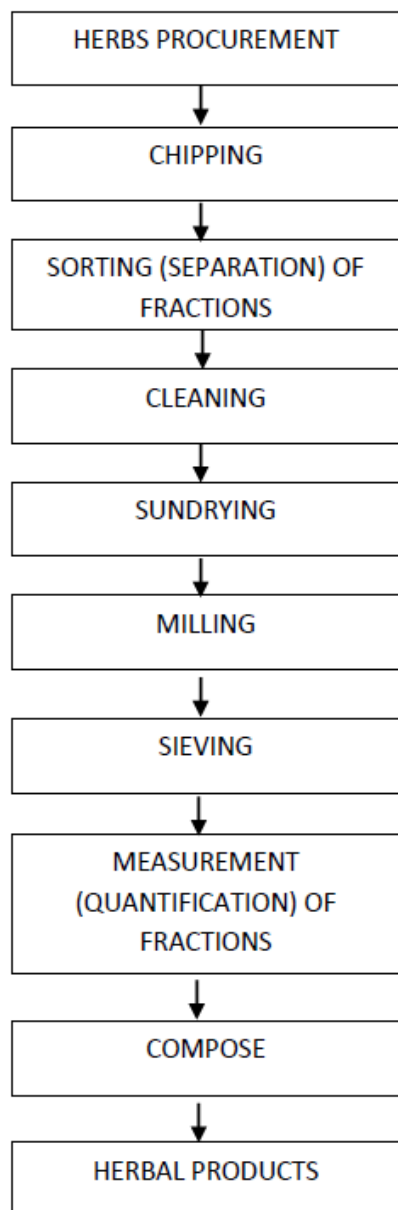 HERBS PROCUREMENT
CHIPPING
SORTING (SEPARATION) OF
FRACTIONS
CLEANING
SUNDRYING
MILLING
SIEVING
MEASUREMENT
(QUANTIFICATION) OF
FRACTIONS
COMPOSE
HERBAL PRODUCTS